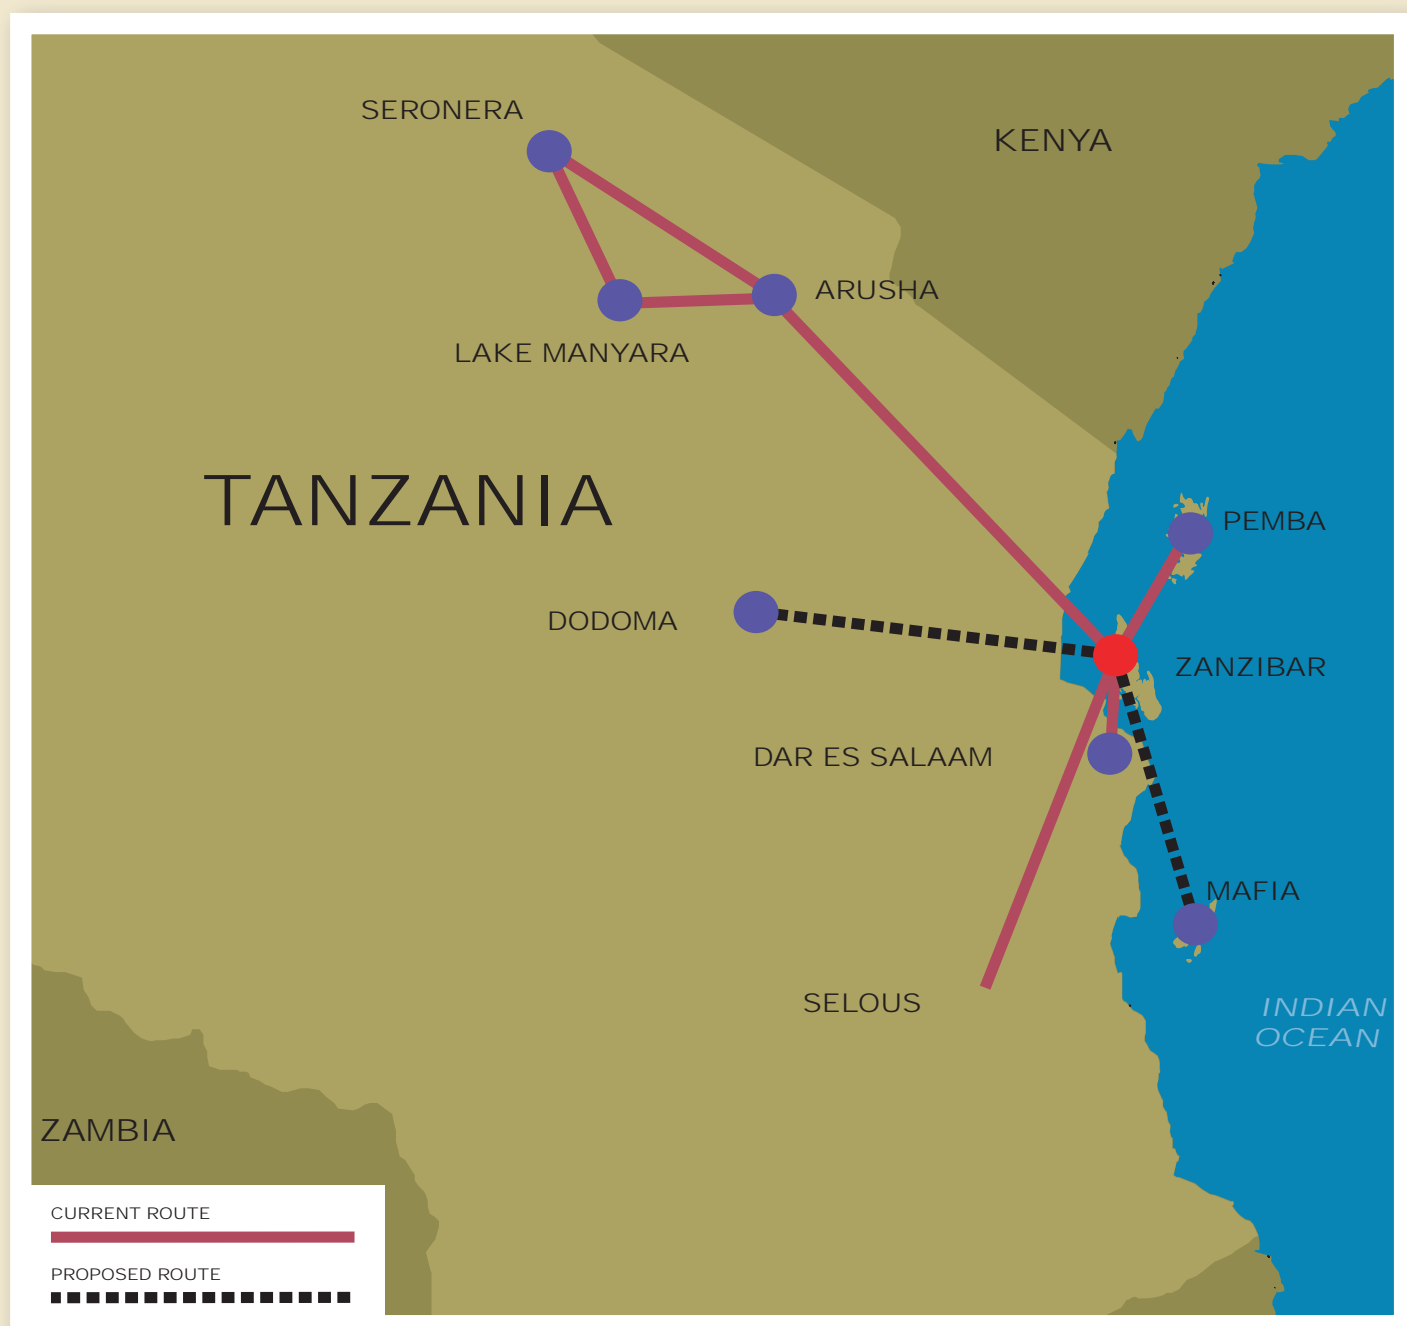 SERONERA
KENYA
ARUSHA
LAKE MANYARA
TANZANIA
PEMBA
DODOMA
ZANZIBAR
DAR ES SALAAM
MAFIA
SELOUS
INDIAN
OCEAN
ZAMBIA
CURRENT ROUTE
PROPOSED ROUTE